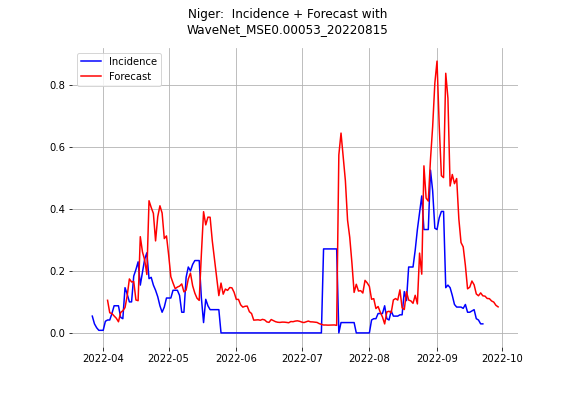 Niger:  Incidence + Forecast with
WaveNet_MSE0.00053_20220815
Incidence
Forecast
0.8
0.6
0.4
0.2
0.0
2022-04 2022-05 2022-06 2022-07 2022-08 2022-09 2022-10